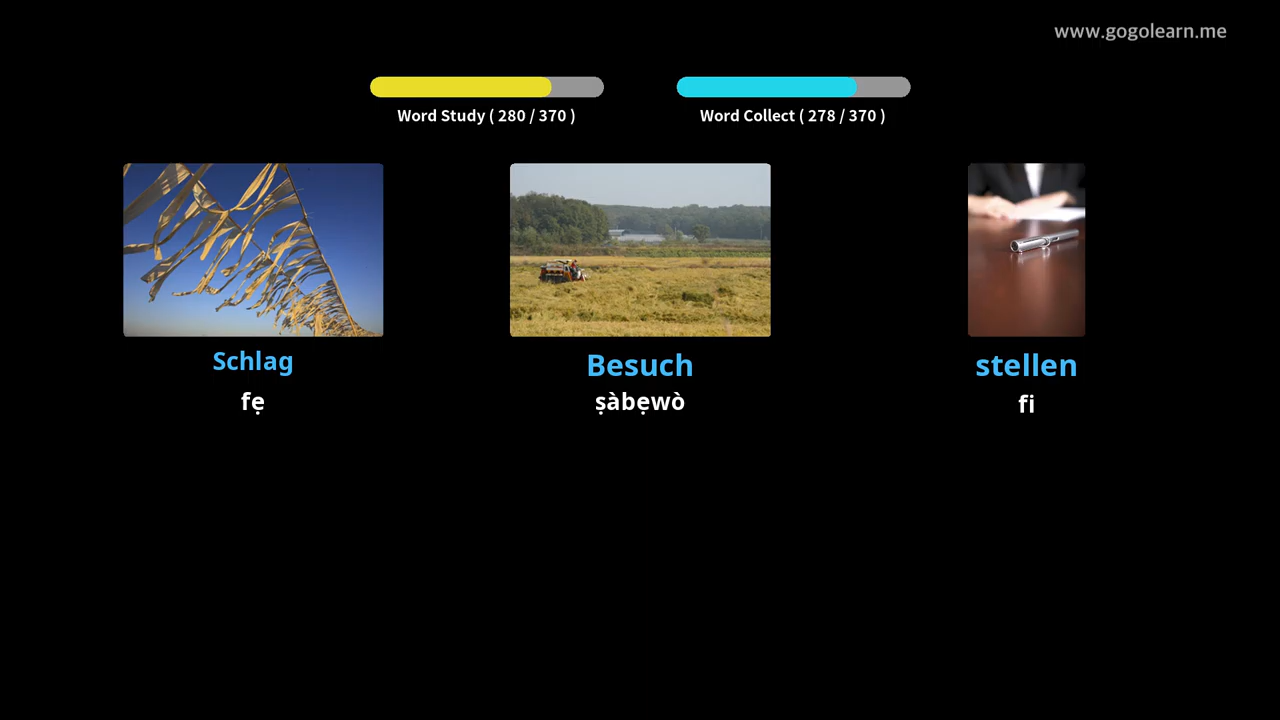 www.gogolearn.me
Word Study ( 280 / 370 )
Word Collect ( 278 / 370 )
Schlag
fẹ
Besuch
ṣàbẹwò
stellen
fi